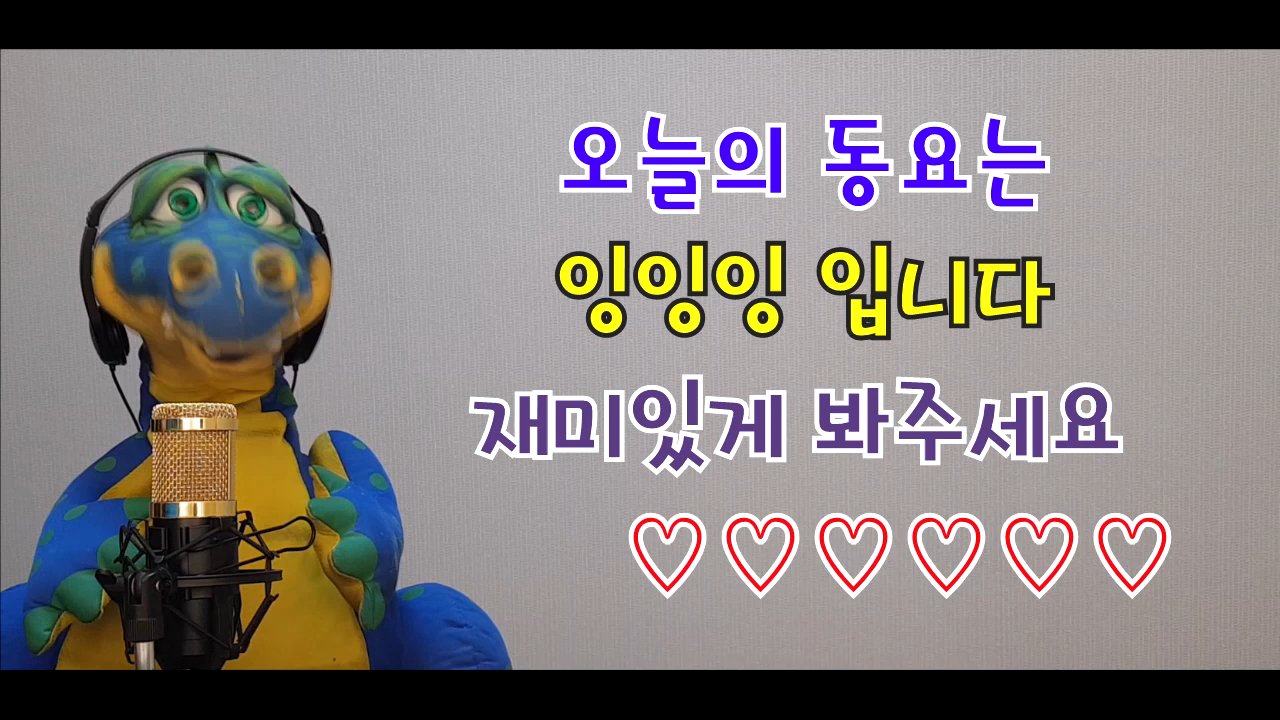 오늘의 동요는
잉잉잉 입니다
재미있게 봐주세요
♡♡♡♡♡♡